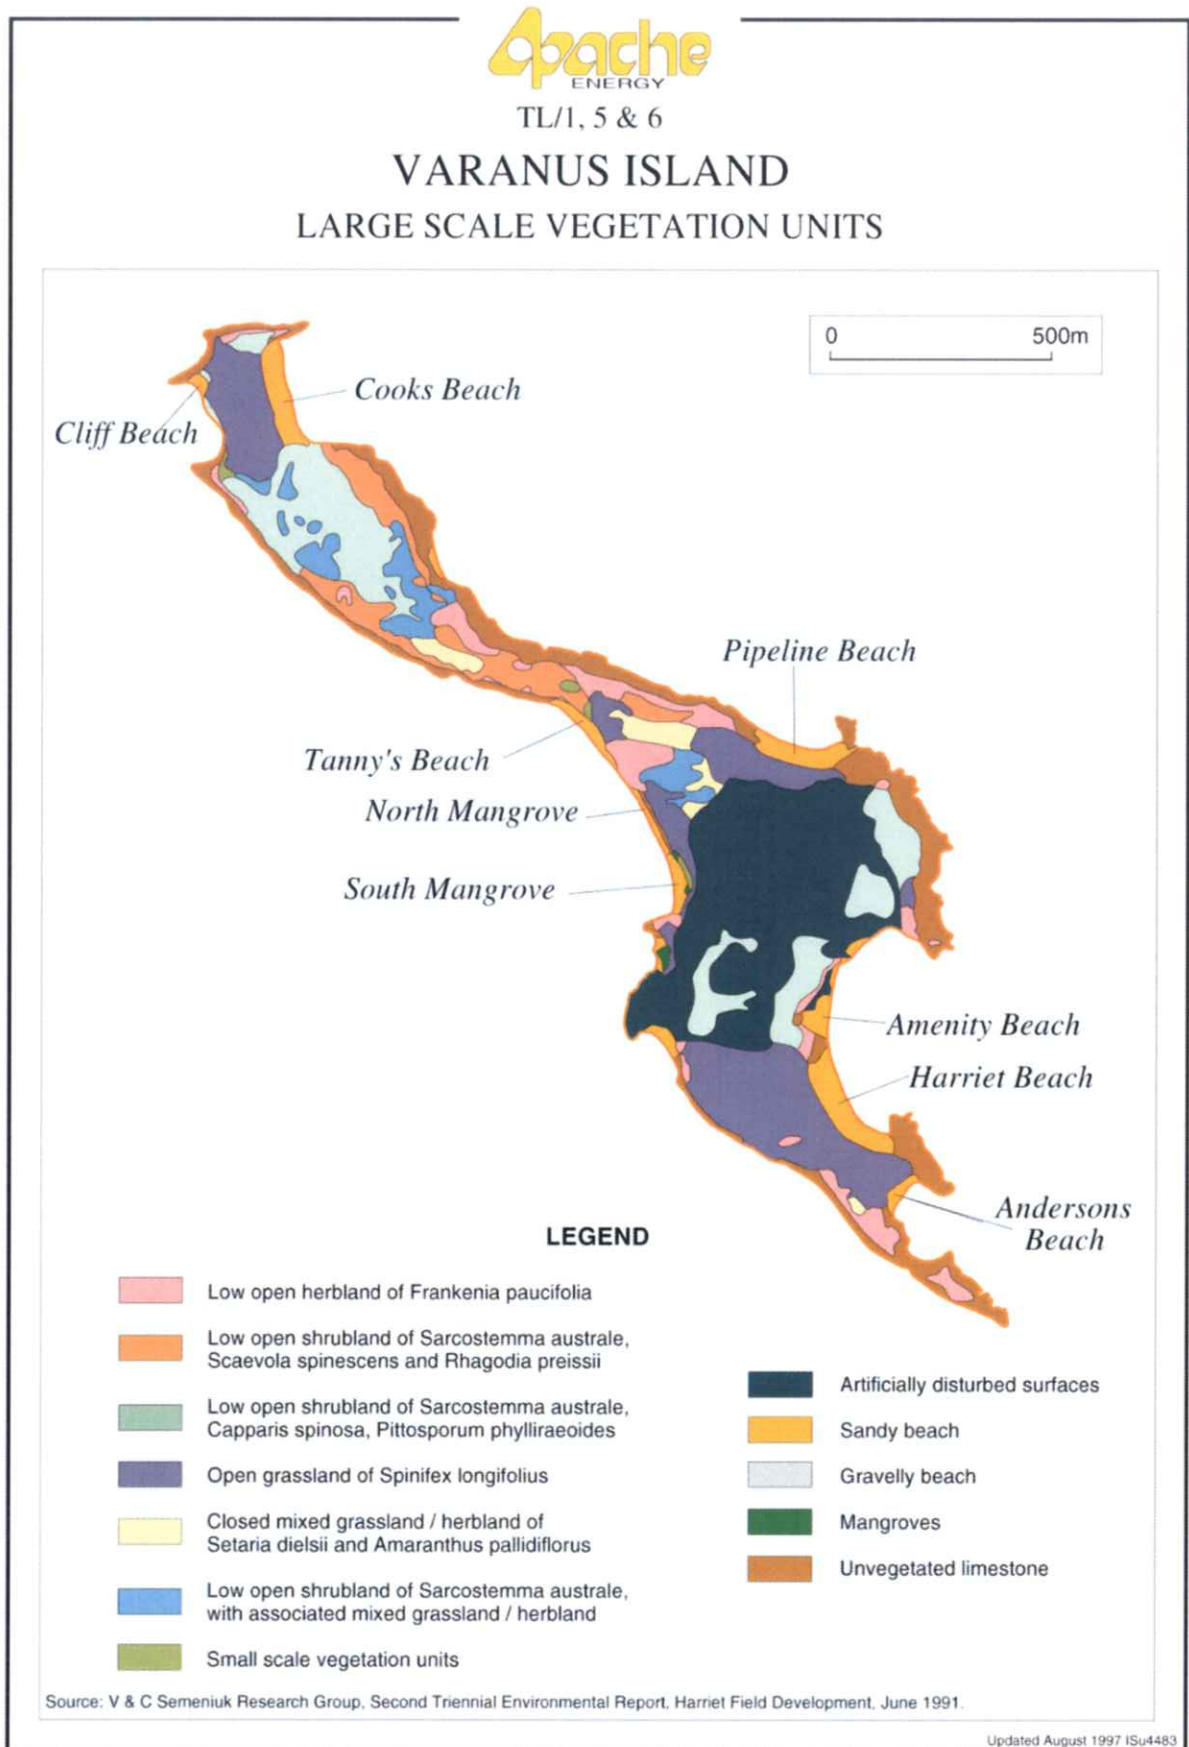 Apache
ENERGY
TL/1, 5 & 6
VARANUS ISLAND
LARGE SCALE VEGETATION UNITS
0 500m
Cooks Beach
Cliff Beach
Pipeline Beach
Tanny's Beach
North Mangrove
South Mangrove
Amenity Beach
Harriet Beach
Andersons
Beach
LEGEND
Low open herbland of Frankenia paucifolia
Low open shrubland of Sarcostemma australe,
Scaevola spinescens and Rhagodia preissii
Low open shrubland of Sarcostemma australe,
Capparis spinosa, Pittosporum phylliraeoides
Open grassland of Spinifex longifolius
Closed mixed grassland / herbland of
Setaria dielsii and Amaranthus pallidiflorus
Low open shrubland of Sarcostemma australe,
with associated mixed grassland / herbland
Small scale vegetation units
Artificially disturbed surfaces
Sandy beach
Gravelly beach
Mangroves
Unvegetated limestone
Source: V & C Semeniuk Research Group, Second Triennial Environmental Report, Harriet Field Development, June 1991.
Updated August 1997 ISu4483